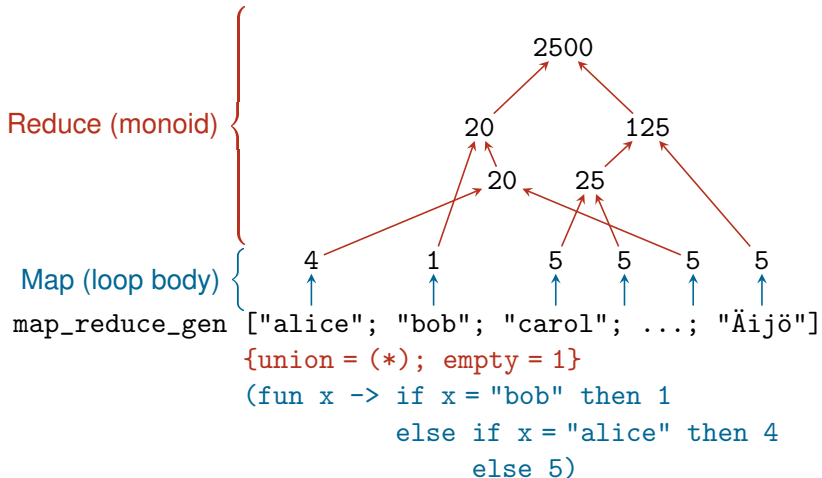 2500
Reduce (monoid)
20 125
20 25
Map (loop body)
4 1 5 5 5 5
map_reduce_gen ["alice"; "bob"; "carol"; ...; "Äijö"]
{union = (*); empty = 1}
(fun x -> if x = "bob" then 1
else if x = "alice" then 4
else 5)